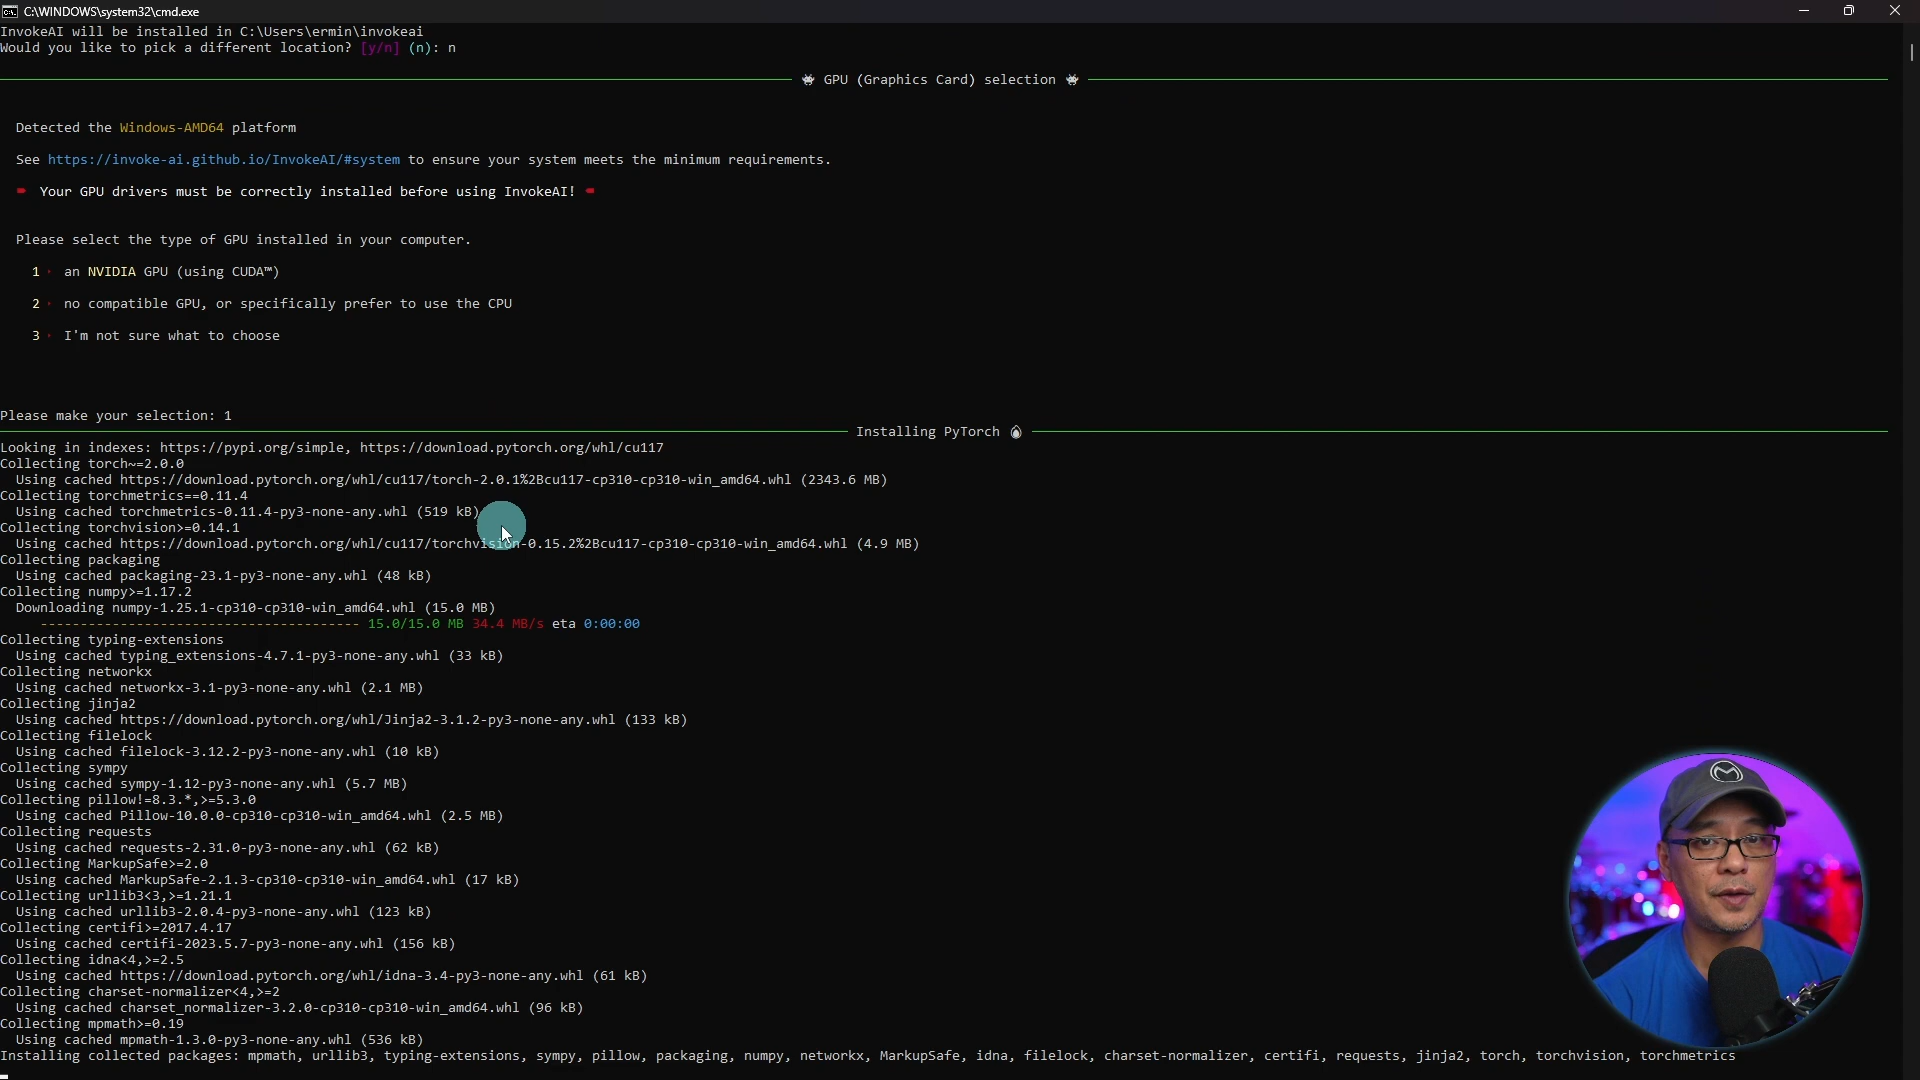 C:\WINDOWS\system32\cmd.exe
InvokeAI will be installed in C:\Users\ermin\invokeai
Would you like to pick a different location? [y/n] (n): n
GPU (Graphics Card) selection
Detected the Windows-AMD64 platform
See https://invoke-ai.github.io/InvokeAI/#system to ensure your system meets the minimum requirements.
Your GPU drivers must be correctly installed before using InvokeAI!
Please select the type of GPU installed in your computer.
1 an NVIDIA GPU (using CUDA™)
2 no compatible GPU, or specifically prefer to use the CPU
3 I'm not sure what to choose
Please make your selection: 1
Installing PyTorch
Looking in indexes: https://pypi.org/simple, https://download.pytorch.org/whl/cu117
Collecting torch~=2.0.0
Using cached https://download.pytorch.org/whl/cu117/torch-2.0.1%2Bcu117-cp310-cp310-win_amd64.whl (2343.6 MB)
Collecting torchmetrics==0.11.4
Using cached torchmetrics-0.11.4-py3-none-any.whl (519 kB)
Collecting torchvision>=0.14.1
Using cached https://download.pytorch.org/whl/cu117/torchvision-0.15.2%2Bcu117-cp310-cp310-win_amd64.whl (4.9 MB)
Collecting packaging
Using cached packaging-23.1-py3-none-any.whl (48 kB)
Collecting numpy>=1.17.2
Downloading numpy-1.25.1-cp310-cp310-win_amd64.whl (15.0 MB)
---------------------------------------- 15.0/15.0 MB 34.4 MB/s eta 0:00:00
Collecting typing-extensions
Using cached typing_extensions-4.7.1-py3-none-any.whl (33 kB)
Collecting networkx
Using cached networkx-3.1-py3-none-any.whl (2.1 MB)
Collecting jinja2
Using cached https://download.pytorch.org/whl/Jinja2-3.1.2-py3-none-any.whl (133 kB)
Collecting filelock
Using cached filelock-3.12.2-py3-none-any.whl (10 kB)
Collecting sympy
Using cached sympy-1.12-py3-none-any.whl (5.7 MB)
Collecting pillow!=8.3.*,>=5.3.0
Using cached Pillow-10.0.0-cp310-cp310-win_amd64.whl (2.5 MB)
Collecting requests
Using cached requests-2.31.0-py3-none-any.whl (62 kB)
Collecting MarkupSafe>=2.0
Using cached MarkupSafe-2.1.3-cp310-cp310-win_amd64.whl (17 kB)
Collecting urllib3<3,>=1.21.1
Using cached urllib3-2.0.4-py3-none-any.whl (123 kB)
Collecting certifi>=2017.4.17
Using cached certifi-2023.5.7-py3-none-any.whl (156 kB)
Collecting idna<4,>=2.5
Using cached https://download.pytorch.org/whl/idna-3.4-py3-none-any.whl (61 kB)
Collecting charset-normalizer<4,>=2
Using cached charset_normalizer-3.2.0-cp310-cp310-win_amd64.whl (96 kB)
Collecting mpmath>=0.19
Using cached mpmath-1.3.0-py3-none-any.whl (536 kB)
Installing collected packages: mpmath, urllib3, typing-extensions, sympy, pillow, packaging, numpy, networkx, MarkupSafe, idna, filelock, charset-normalizer, certifi, requests, jinja2, torch, torchvision, torchmetrics